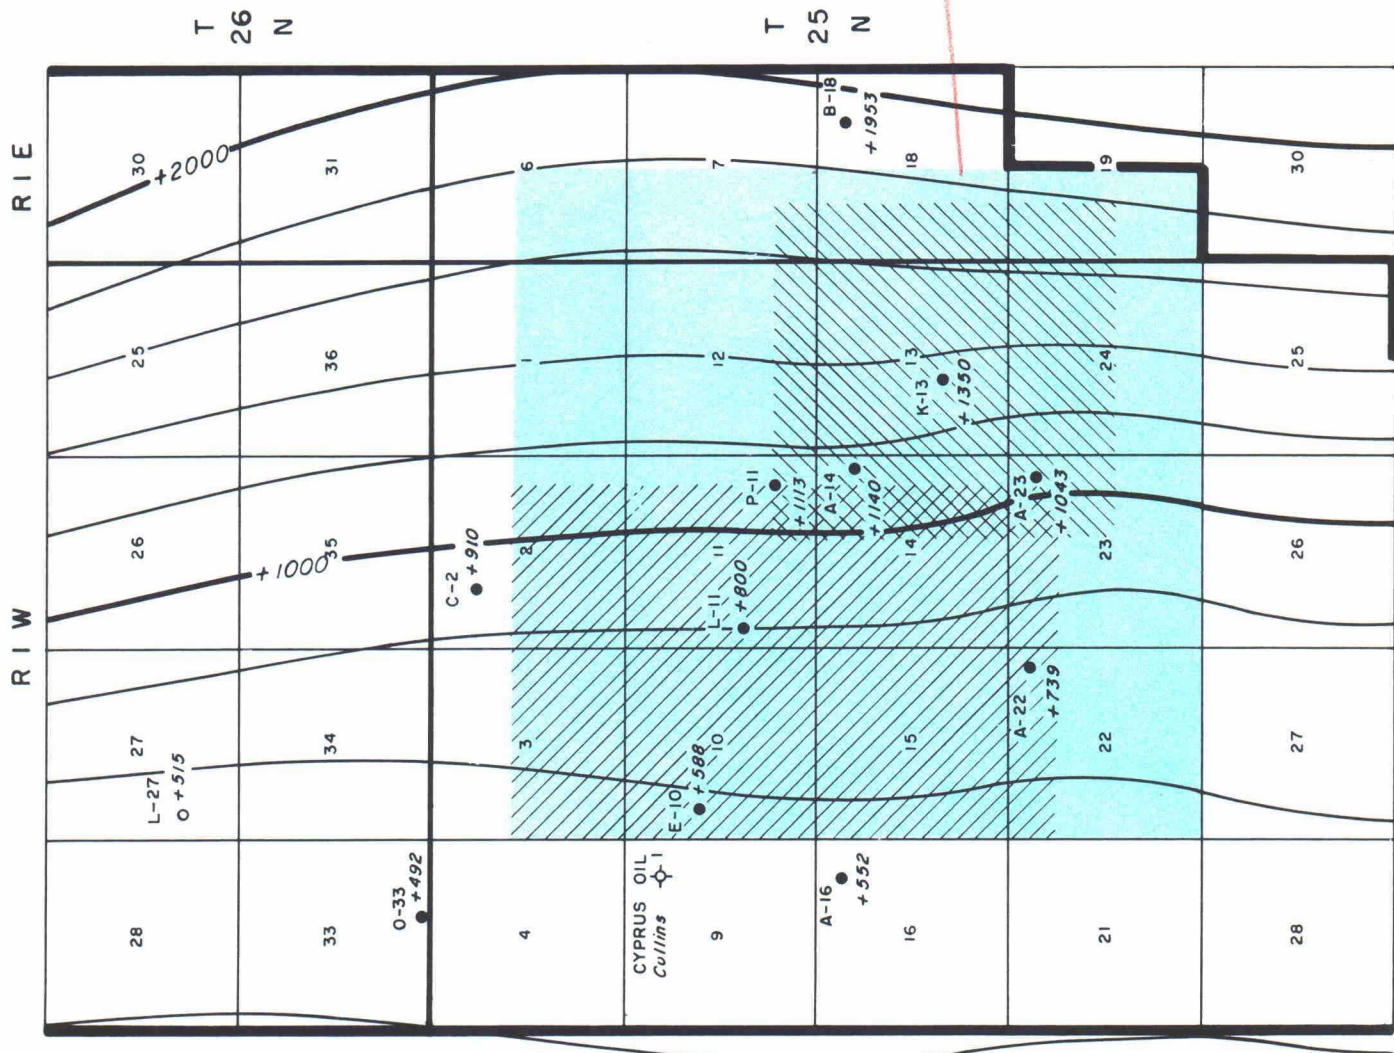 R I W
R I E
T
26
N
28
27
26
25
30
L-27
+515
+2000
+1000
33
34
35
36
31
O-33
+492
C-2
+910
4
3
2
1
6
CYPRUS OIL
Collins
1
E-10
+588
9
10
11
12
7
L-11
+800
P-11
+1113
T
25
N
A-16
+552
A-14
+1140
B-18
+1953
16
15
14
13
18
K-13
+1350
A-22
+739
A-23
+1043
21
22
23
24
19
28
27
26
25
30